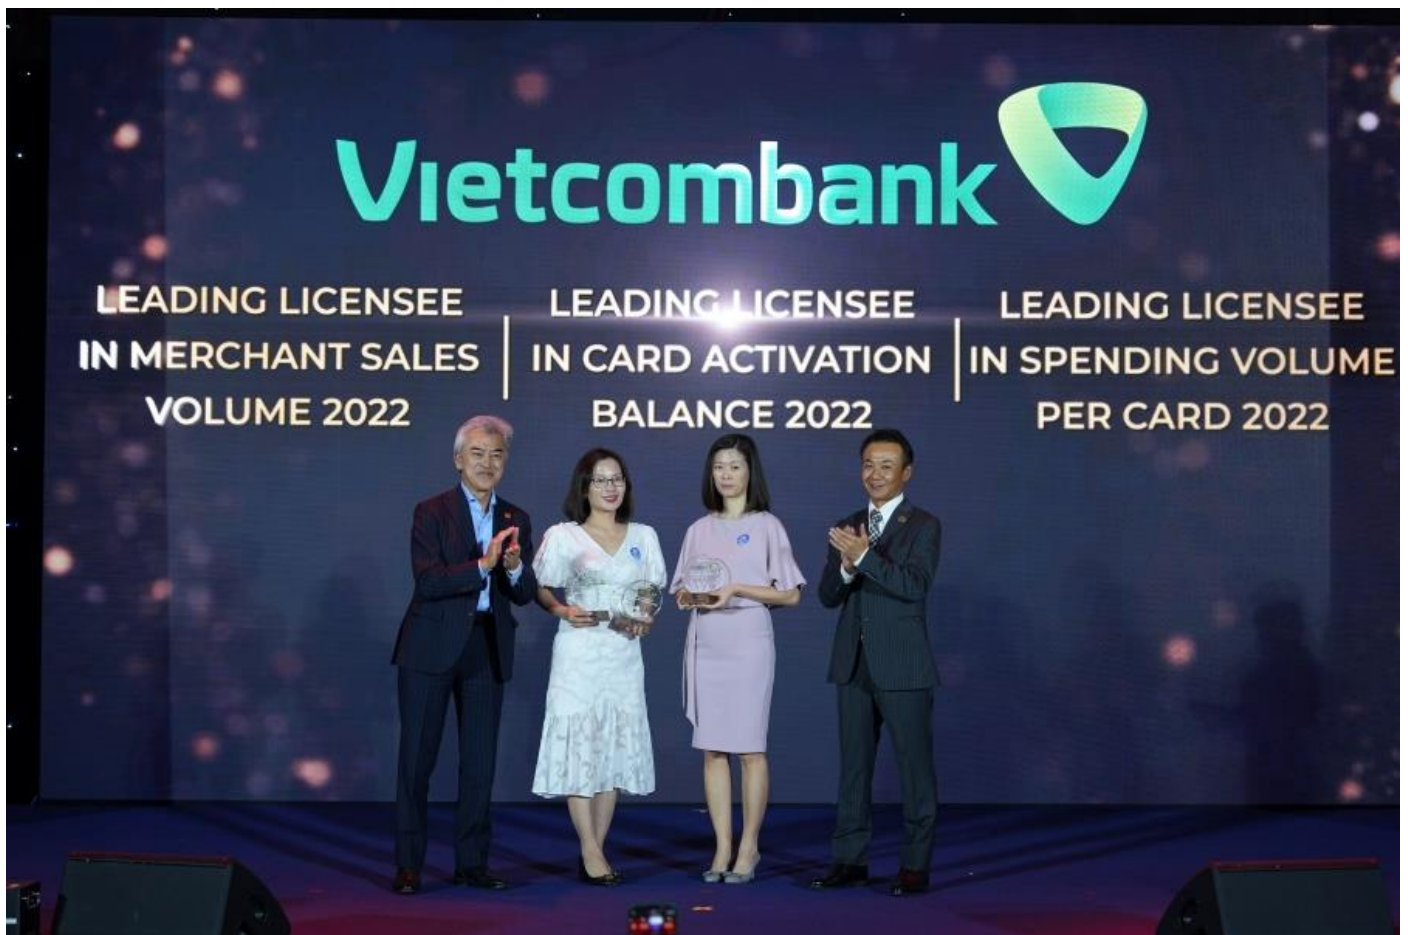 Vietcombank
LEADING LICENSEE
IN MERCHANT SALES
VOLUME 2022
LEADING LICENSEE
IN CARD ACTIVATION
BALANCE 2022
LEADING LICENSEE
IN SPENDING VOLUME
PER CARD 2022